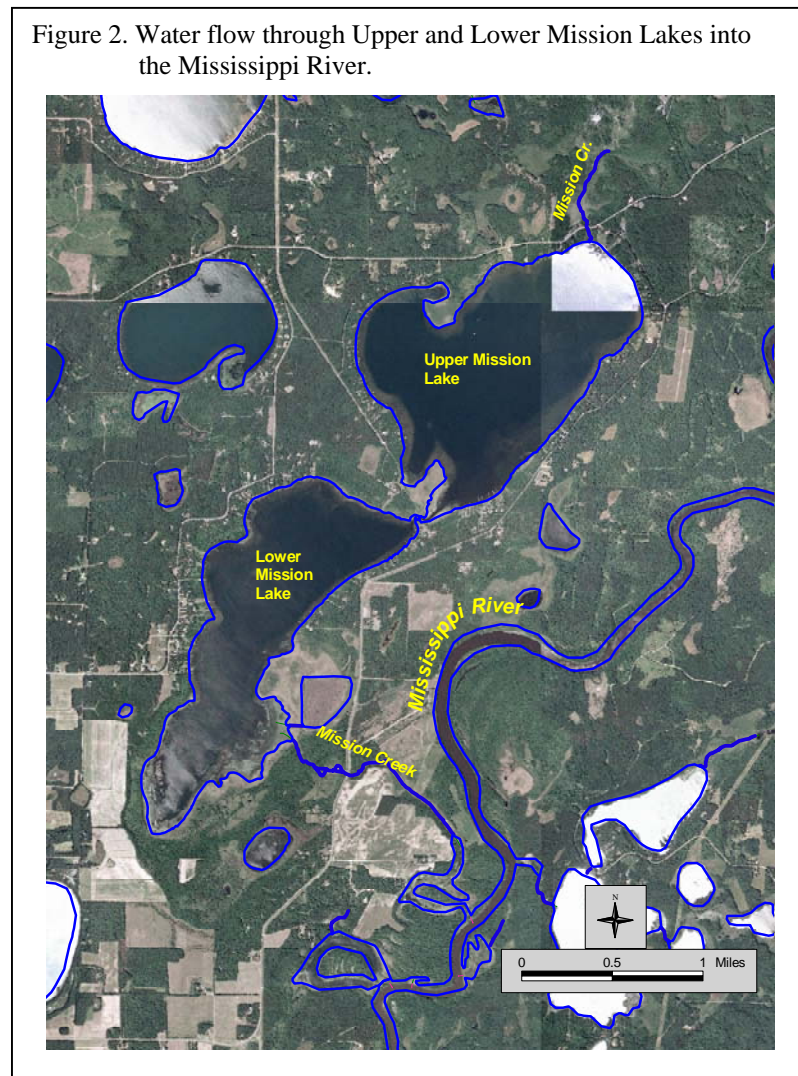 Figure 2. Water flow through Upper and Lower Mission Lakes into
the Mississippi River.
Mission Cr.
Upper Mission
Lake
Lower
Mission
Lake
Mississippi River
Mission Creek
N
0 0.5 1 Miles